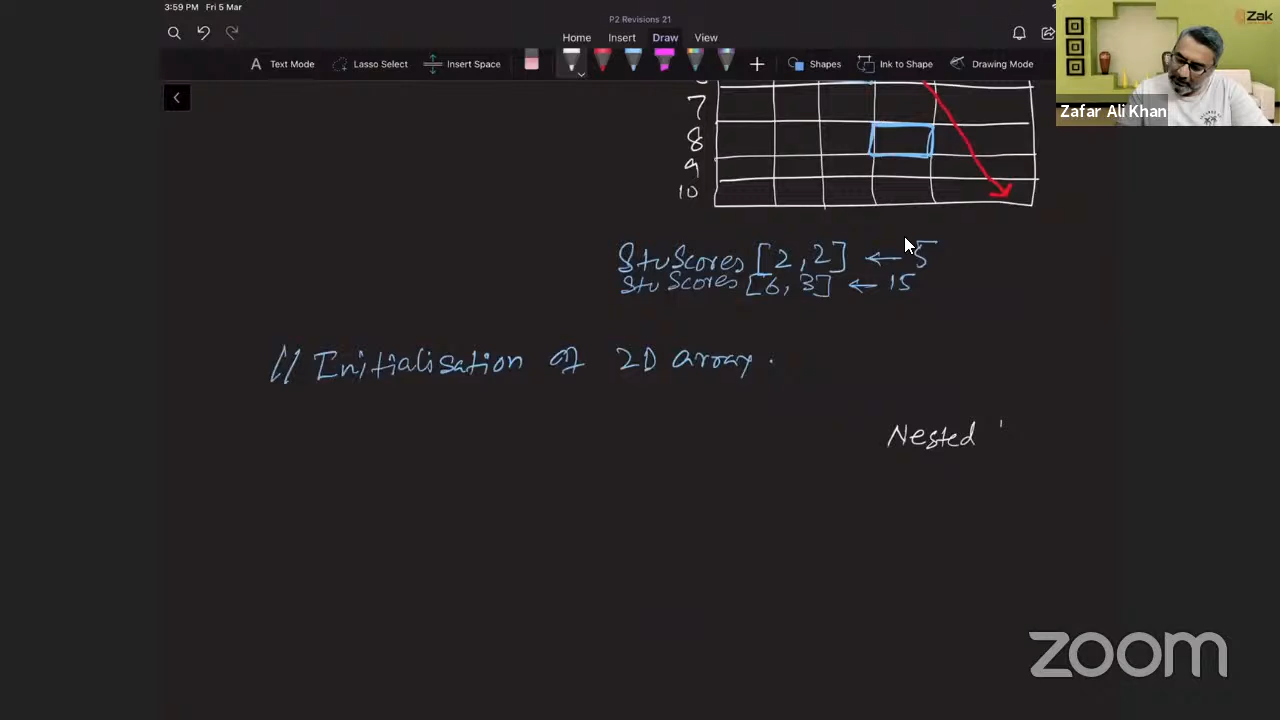 3:59 PM Fri 5 Mar
P2 Revisions 21
Home Insert Draw View
Text Mode Lasso Select Insert Space Shapes Ink to Shape Drawing Mode
Zak
Zafar Ali Khan
7
8
9
10
StuScores [2,2] ← 5
StuScores [6, 3] ← 15
// Initialisation of 2D array.
Nested '
zoom